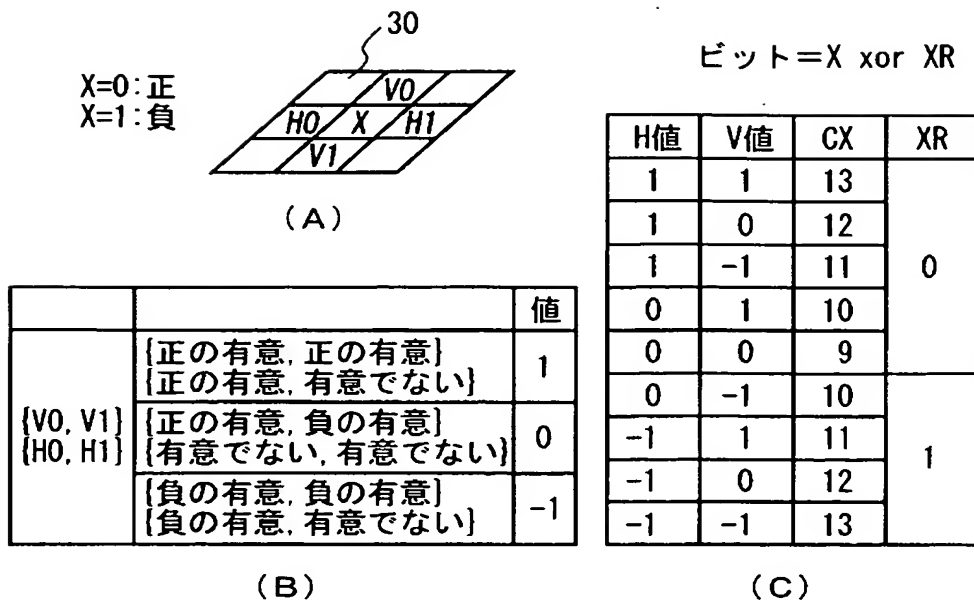 30
X=0:正
X=1:負
V0
H0 X H1
V1
(A)
ビット=X xor XR
値
{V0, V1}
{H0, H1}
{正の有意, 正の有意}
{正の有意, 有意でない}
1
{正の有意, 負の有意}
{有意でない, 有意でない}
0
{負の有意, 負の有意}
{負の有意, 有意でない}
-1
(B)
H値 V値 CX XR
1 1 13
1 0 12
1 -1 11 0
0 1 10
0 0 9
0 -1 10
-1 1 11 1
-1 0 12
-1 -1 13
(C)